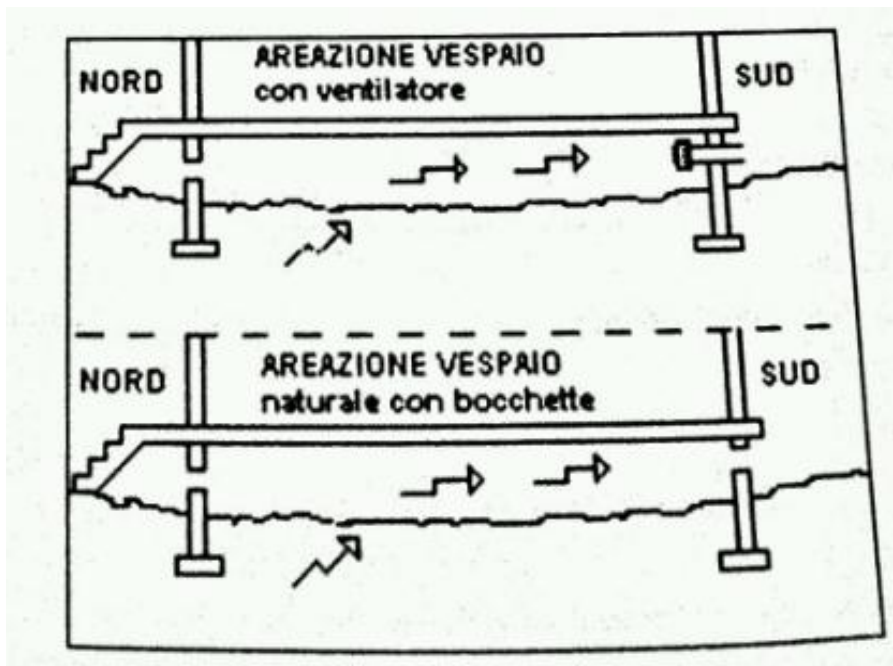 NORD
AREAZIONE VESPAIO
con ventilatore
SUD
NORD
AREAZIONE VESPAIO
naturale con bocchette
SUD